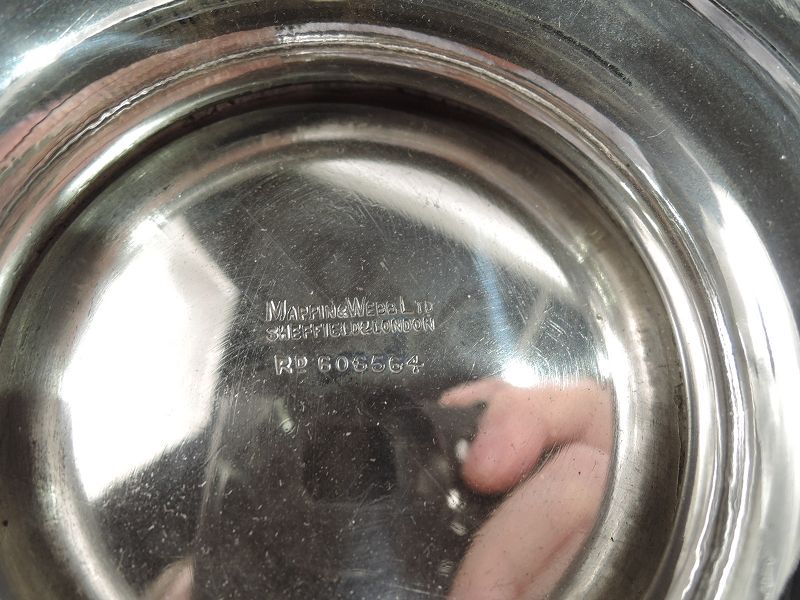 MAPPIN & WEBB LTD
SHEFFIELD & LONDON
RD 606564